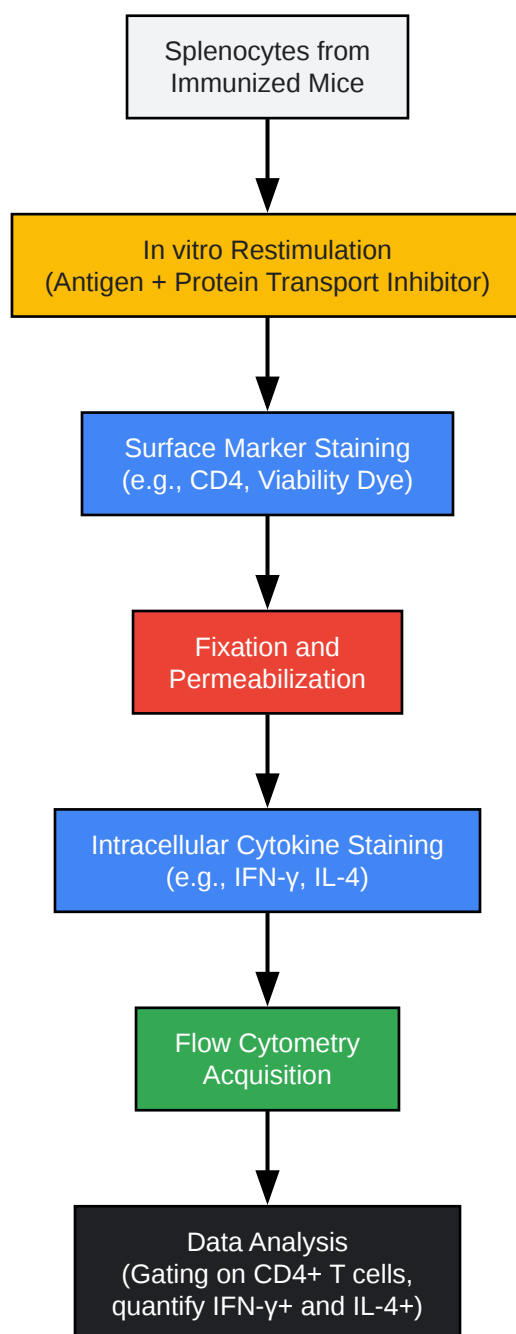 Splenocytes from
Immunized Mice
In vitro Restimulation
(Antigen + Protein Transport Inhibitor)
Surface Marker Staining
(e.g., CD4, Viability Dye)
Fixation and
Permeabilization
Intracellular Cytokine Staining
(e.g., IFN-γ, IL-4)
Flow Cytometry
Acquisition
Data Analysis
(Gating on CD4+ T cells,
quantify IFN-γ+ and IL-4+)